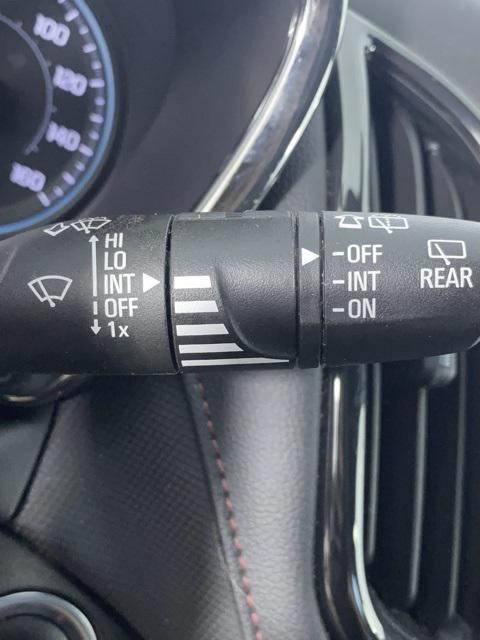 100
120
140
160
HI
LO
INT
OFF
1x
-OFF
-INT
-ON
REAR